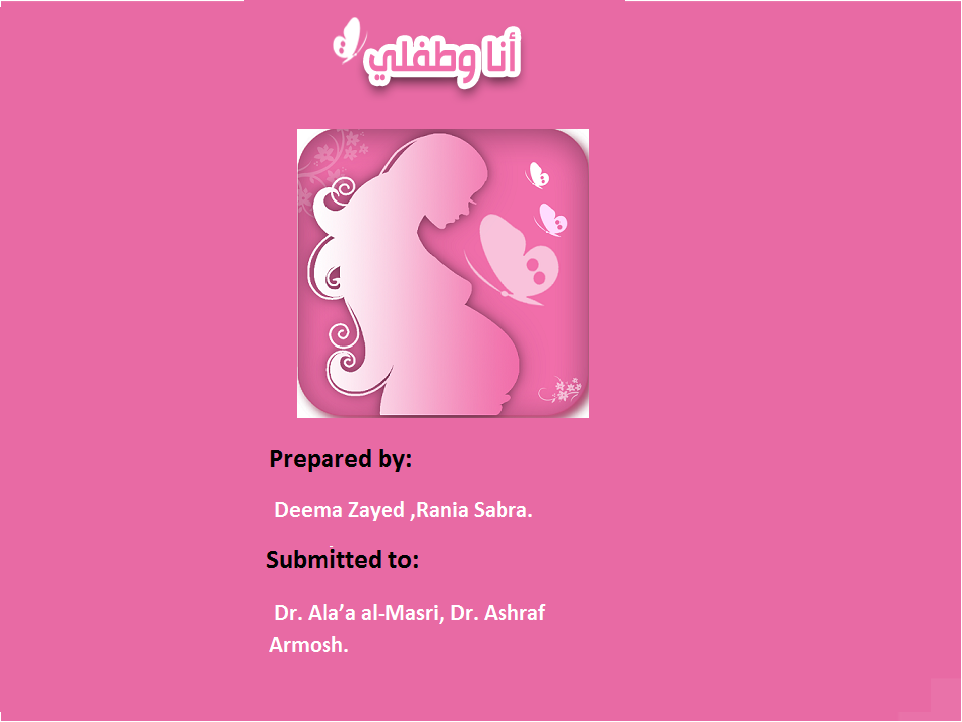 أنا وطفلي
Prepared by:
Deema Zayed ,Rania Sabra.
Submitted to:
Dr. Ala’a al-Masri, Dr. Ashraf
Armosh.